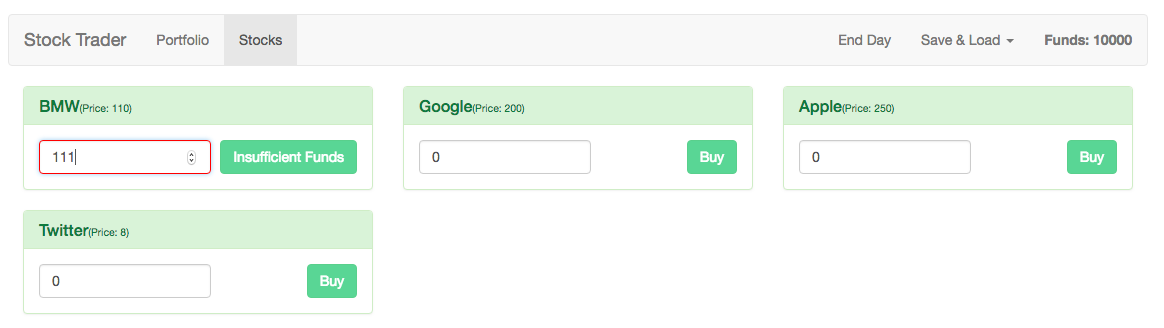 Stock Trader Portfolio Stocks End Day Save & Load Funds: 10000
BMW(Price: 110) Google(Price: 200) Apple(Price: 250)
111 Insufficient Funds 0 Buy 0 Buy
Twitter(Price: 8)
0 Buy